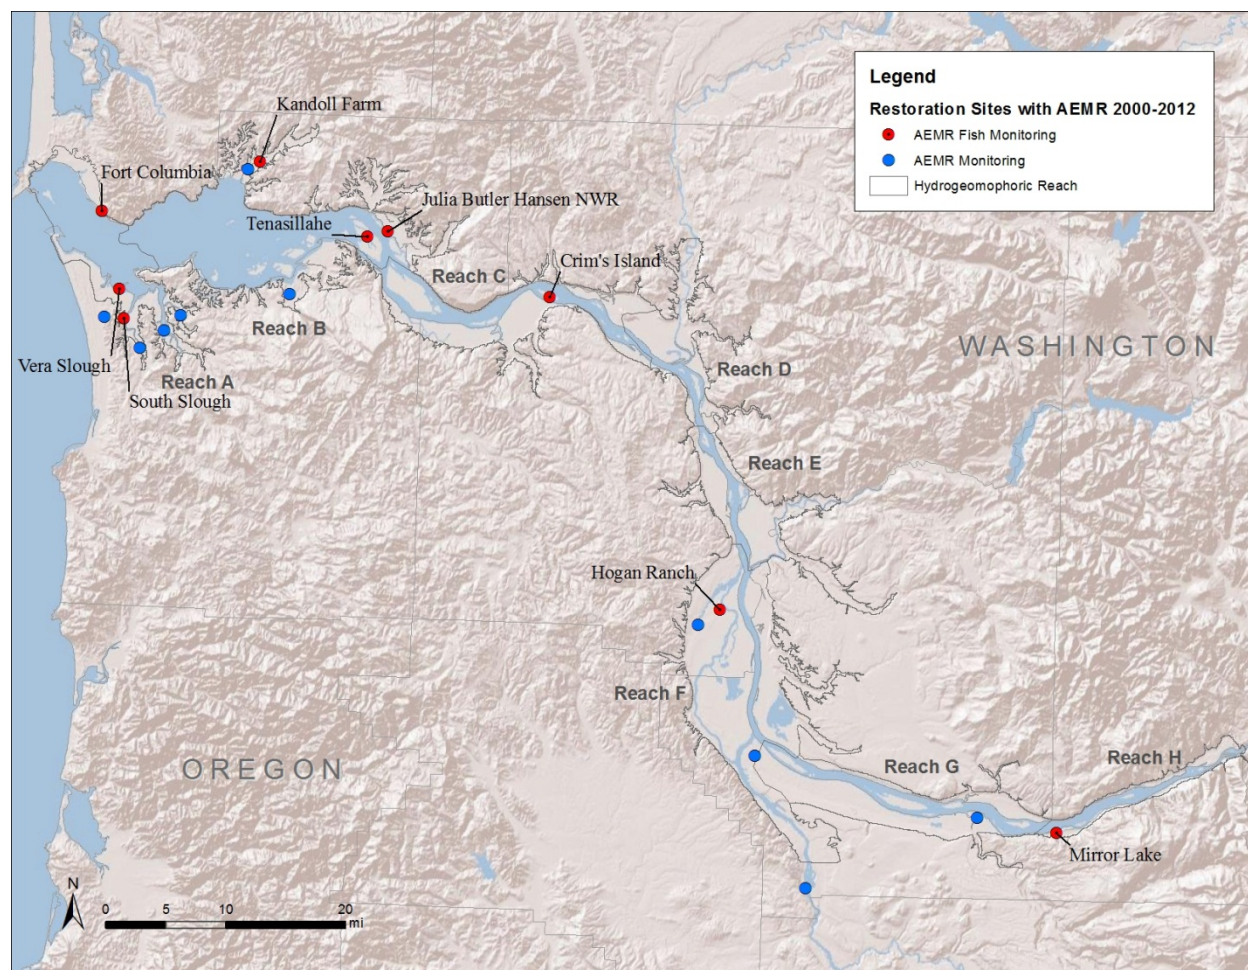 Legend
Restoration Sites with AEMR 2000-2012
AEMR Fish Monitoring
AEMR Monitoring
Hydrogeomophoric Reach
Kandoll Farm
Fort Columbia
Julia Butler Hansen NWR
Tenasillahe
Crim's Island
Reach C
Reach B
WASHINGTON
Vera Slough
Reach A
Reach D
South Slough
Reach E
Hogan Ranch
Reach F
OREGON
Reach G
Reach H
Mirror Lake
N
0 5 10 20
mi